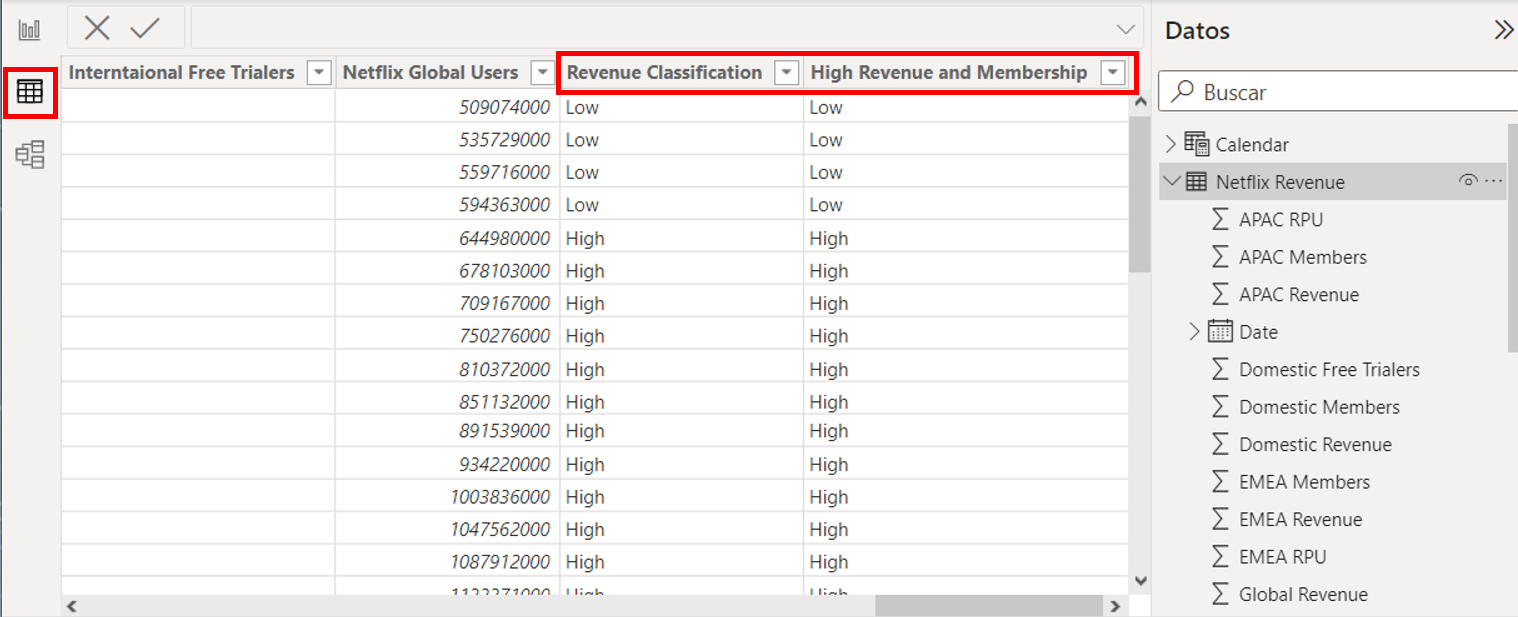 Datos
Interntaional Free Trialers Netflix Global Users Revenue Classification High Revenue and Membership
509074000 Low Low
535729000 Low Low
559716000 Low Low
594363000 Low Low
644980000 High High
678103000 High High
709167000 High High
750276000 High High
810372000 High High
851132000 High High
891539000 High High
934220000 High High
1003836000 High High
1047562000 High High
1087912000 High High
1122271000 High High
Buscar
Calendar
Netflix Revenue
APAC RPU
APAC Members
APAC Revenue
Date
Domestic Free Trialers
Domestic Members
Domestic Revenue
EMEA Members
EMEA Revenue
EMEA RPU
Global Revenue